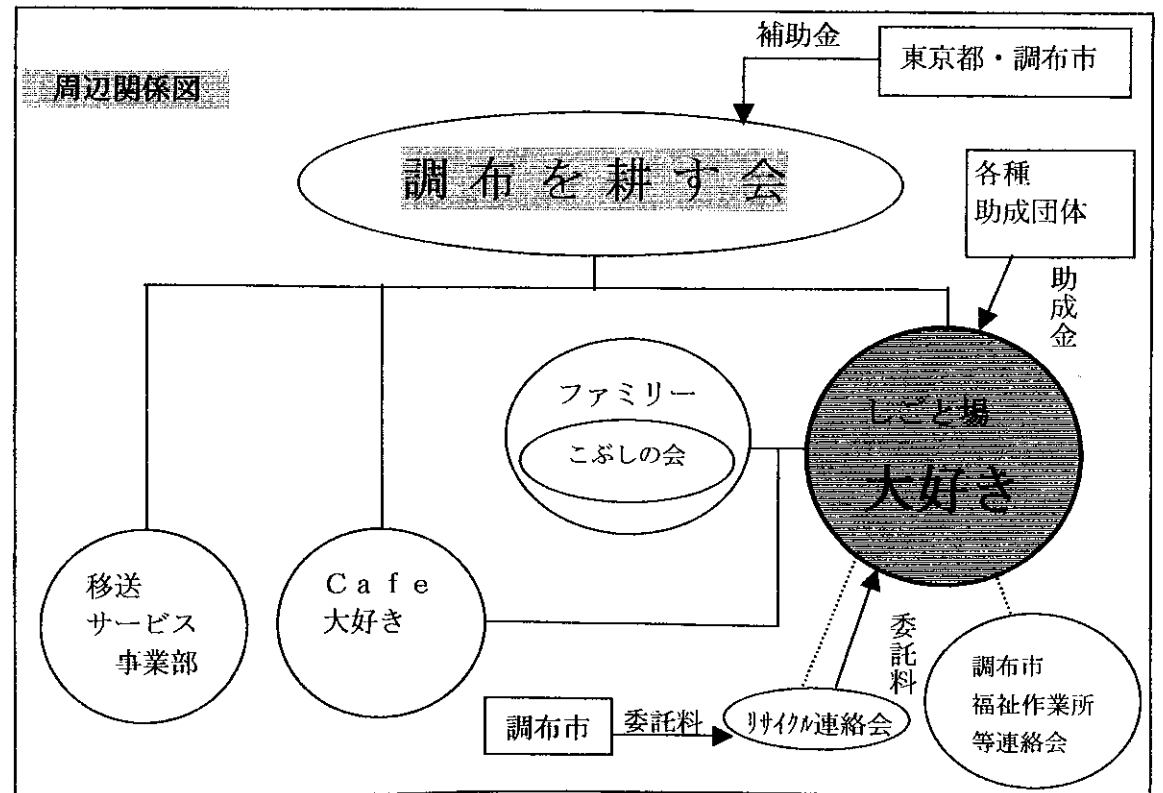 補助金
東京都・調布市
周辺関係図
調布を耕す会
各種
助成団体
助成金
ファミリー
こぶしの会
しごと場
大好き
移送
サービス
事業部
Cafe
大好き
委託料
調布市
福祉作業所
等連絡会
調布市
委託料
ﾘｻｲｸﾙ連絡会